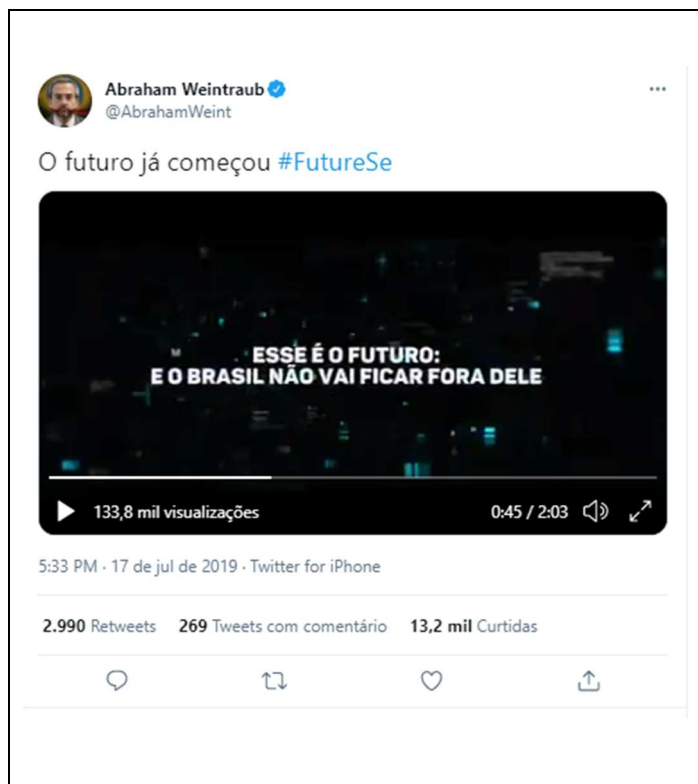 Abraham Weintraub
@AbrahamWeint
O futuro já começou #FutureSe
ESSE É O FUTURO:
E O BRASIL NÃO VAI FICAR FORA DELE
133,8 mil visualizações 0:45 / 2:03
5:33 PM · 17 de jul de 2019 · Twitter for iPhone
2.990 Retweets 269 Tweets com comentário 13,2 mil Curtidas